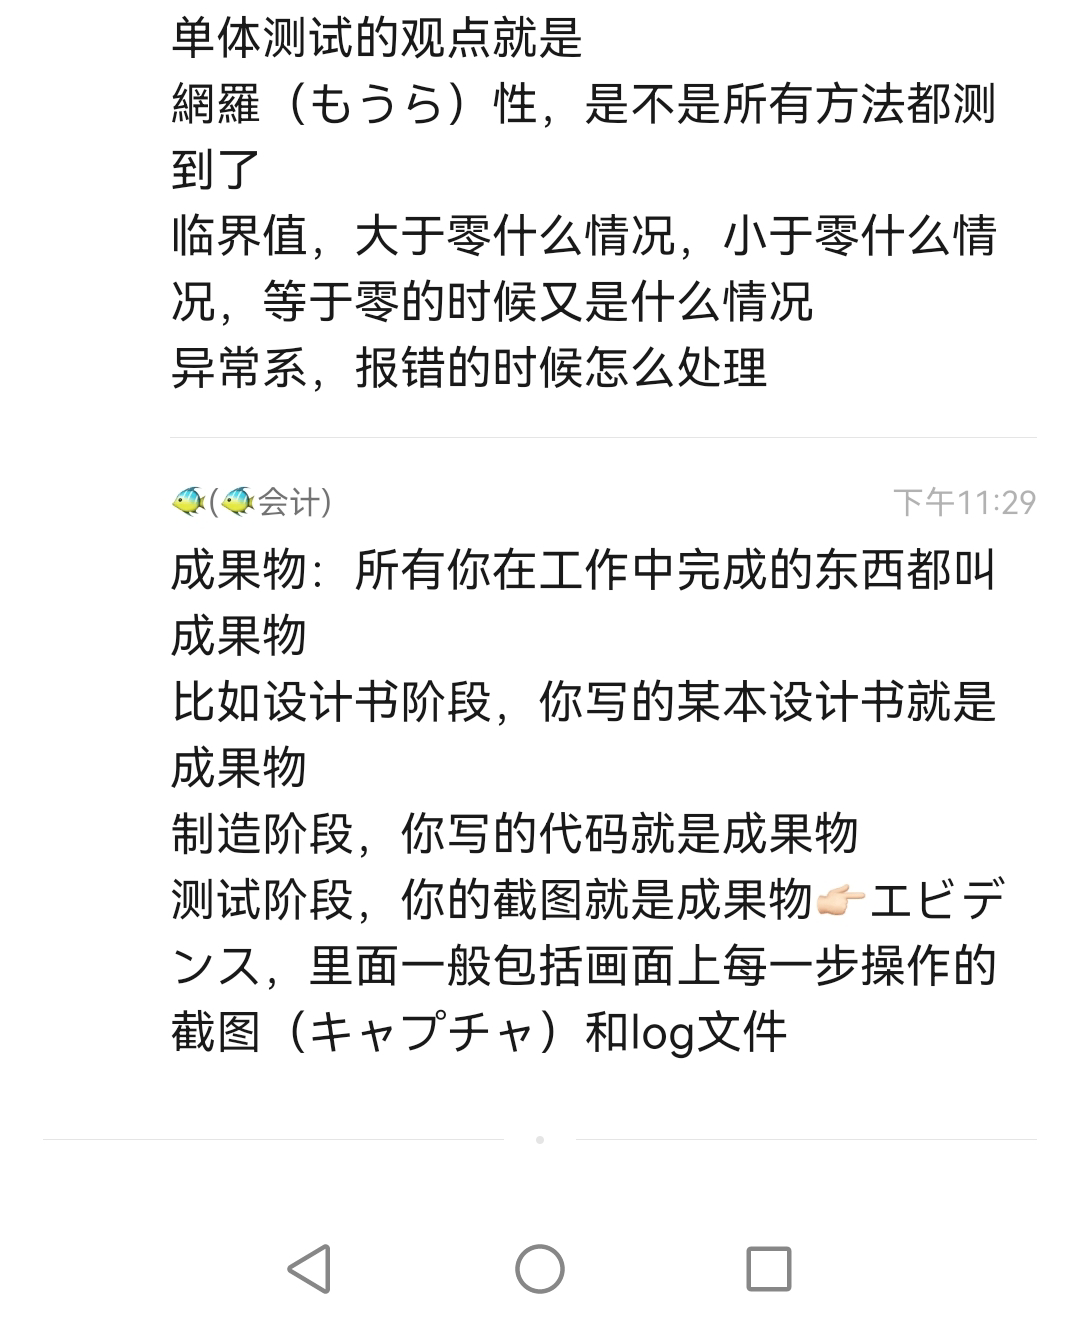 单体测试的观点就是
網羅（もうら）性，是不是所有方法都测
到了
临界值，大于零什么情况，小于零什么情
况，等于零的时候又是什么情况
异常系，报错的时候怎么处理
🐠(🐠会计)
下午11:29
成果物：所有你在工作中完成的东西都叫
成果物
比如设计书阶段，你写的某本设计书就是
成果物
制造阶段，你写的代码就是成果物
测试阶段，你的截图就是成果物👉🏻エビデ
ンス，里面一般包括画面上每一步操作的
截图（キャプチャ）和log文件